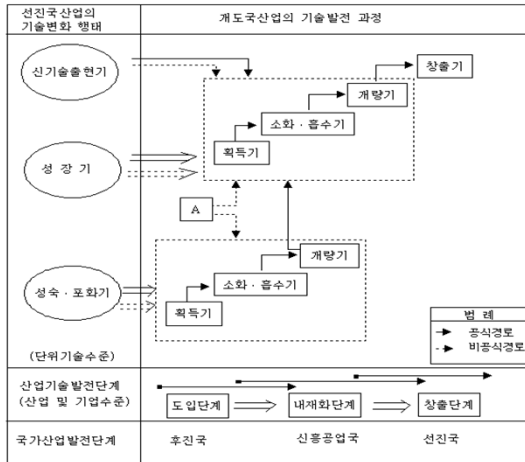 선진국산업의
기술변화 행태
개도국산업의 기술발전 과정
신기술출현기
창출기
개량기
소화·흡수기
획득기
성 장 기
A
개량기
소화·흡수기
획득기
성숙·포화기
범 례
공식경로
비공식경로
(단위기술수준)
산업기술발전단계
(산업 및 기업수준)
도입단계
내재화단계
창출단계
국가산업발전단계
후진국
신흥공업국
선진국